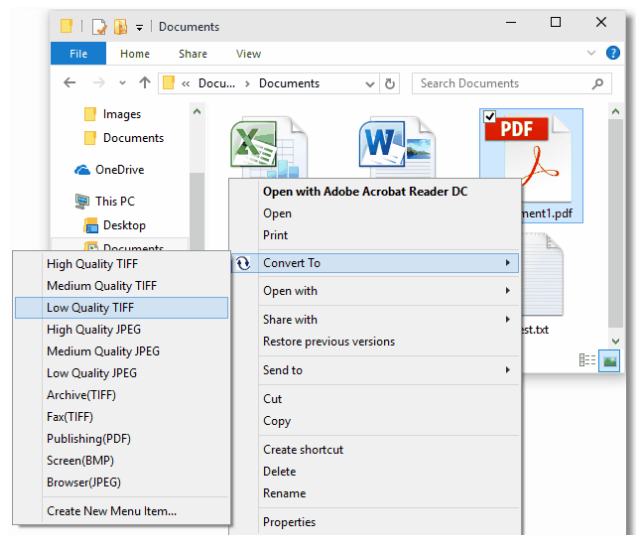 Documents
File Home Share View
« Docu... › Documents Search Documents
Images
Documents
OneDrive
This PC
Desktop
Documents
PDF
ment1.pdf
est.txt
Open with Adobe Acrobat Reader DC
Open
Print
Convert To
Open with
Share with
Restore previous versions
Send to
Cut
Copy
Create shortcut
Delete
Rename
Properties
High Quality TIFF
Medium Quality TIFF
Low Quality TIFF
High Quality JPEG
Medium Quality JPEG
Low Quality JPEG
Archive(TIFF)
Fax(TIFF)
Publishing(PDF)
Screen(BMP)
Browser(JPEG)
Create New Menu Item...